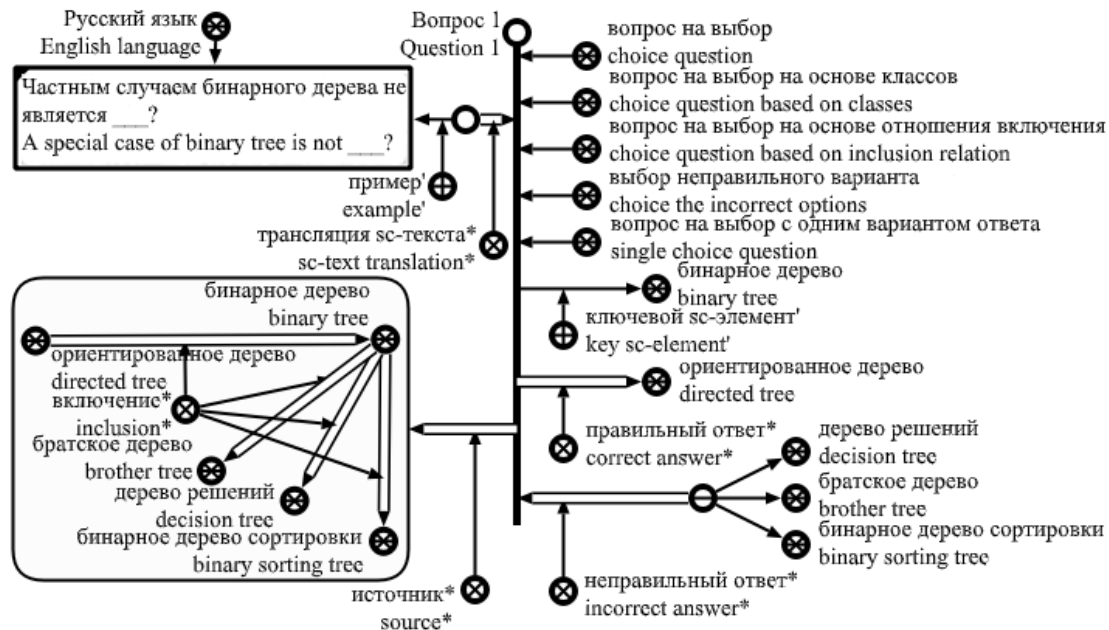 Русский язык
English language
Частным случаем бинарного дерева не
является ___?
A special case of binary tree is not ___?
пример'
example'
трансляция sc-текста*
sc-text translation*
Вопрос 1
Question 1
вопрос на выбор
choice question
вопрос на выбор на основе классов
choice question based on classes
вопрос на выбор на основе отношения включения
choice question based on inclusion relation
выбор неправильного варианта
choice the incorrect options
вопрос на выбор с одним вариантом ответа
single choice question
бинарное дерево
binary tree
ключевой sc-элемент'
key sc-element'
ориентированное дерево
directed tree
правильный ответ*
correct answer*
дерево решений
decision tree
братское дерево
brother tree
бинарное дерево сортировки
binary sorting tree
неправильный ответ*
incorrect answer*
бинарное дерево
binary tree
ориентированное дерево
directed tree
включение*
inclusion*
братское дерево
brother tree
дерево решений
decision tree
бинарное дерево сортировки
binary sorting tree
источник*
source*